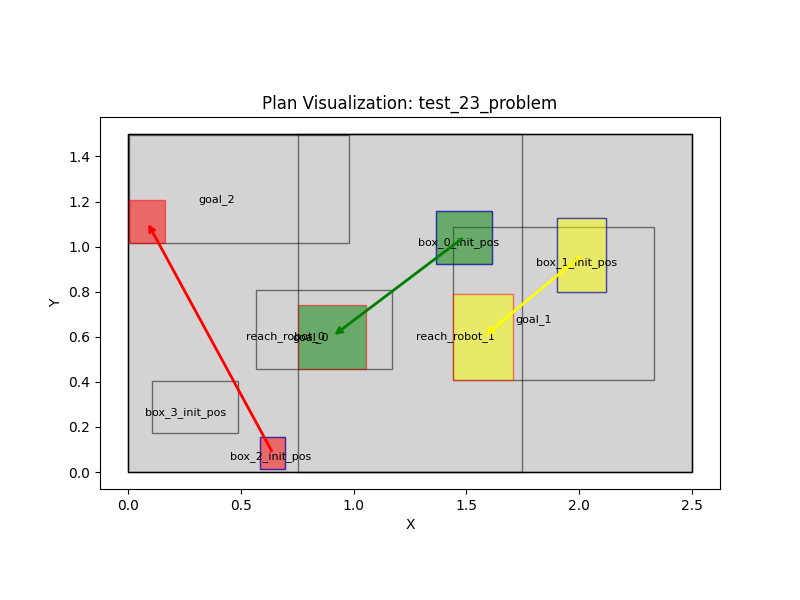 Plan Visualization: test_23_problem
Y
1.4
1.2
1.0
0.8
0.6
0.4
0.2
0.0
goal_2
box_0_init_pos
box_1_init_pos
goal_1
reach_robot_0
goal_0
reach_robot_1
box_3_init_pos
box_2_init_pos
0.0
0.5
1.0
1.5
2.0
2.5
X